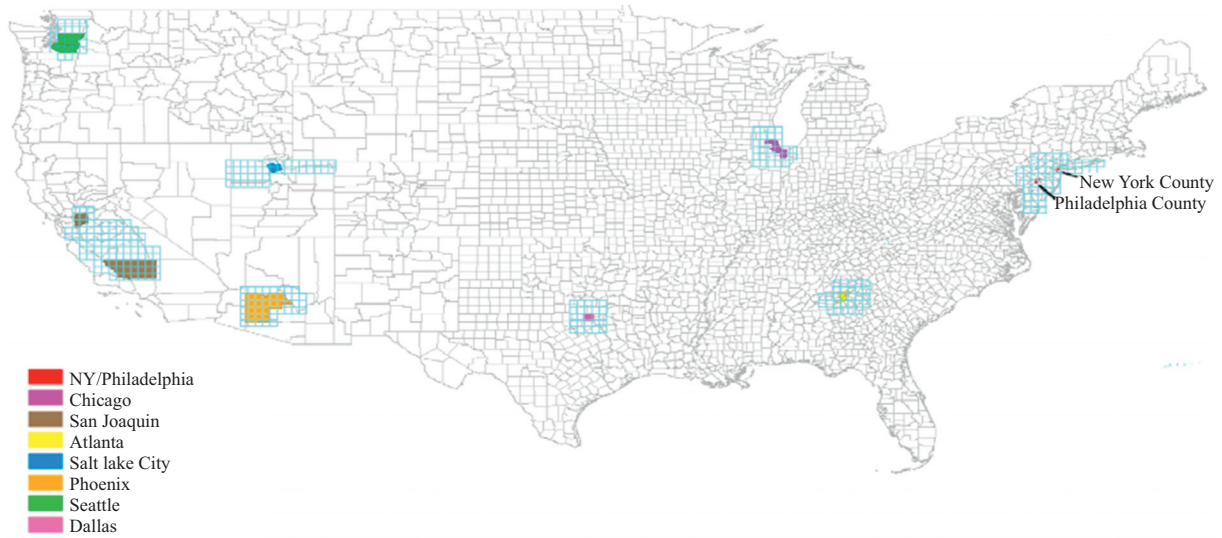 New York County
Philadelphia County
NY/Philadelphia
Chicago
San Joaquin
Atlanta
Salt lake City
Phoenix
Seattle
Dallas